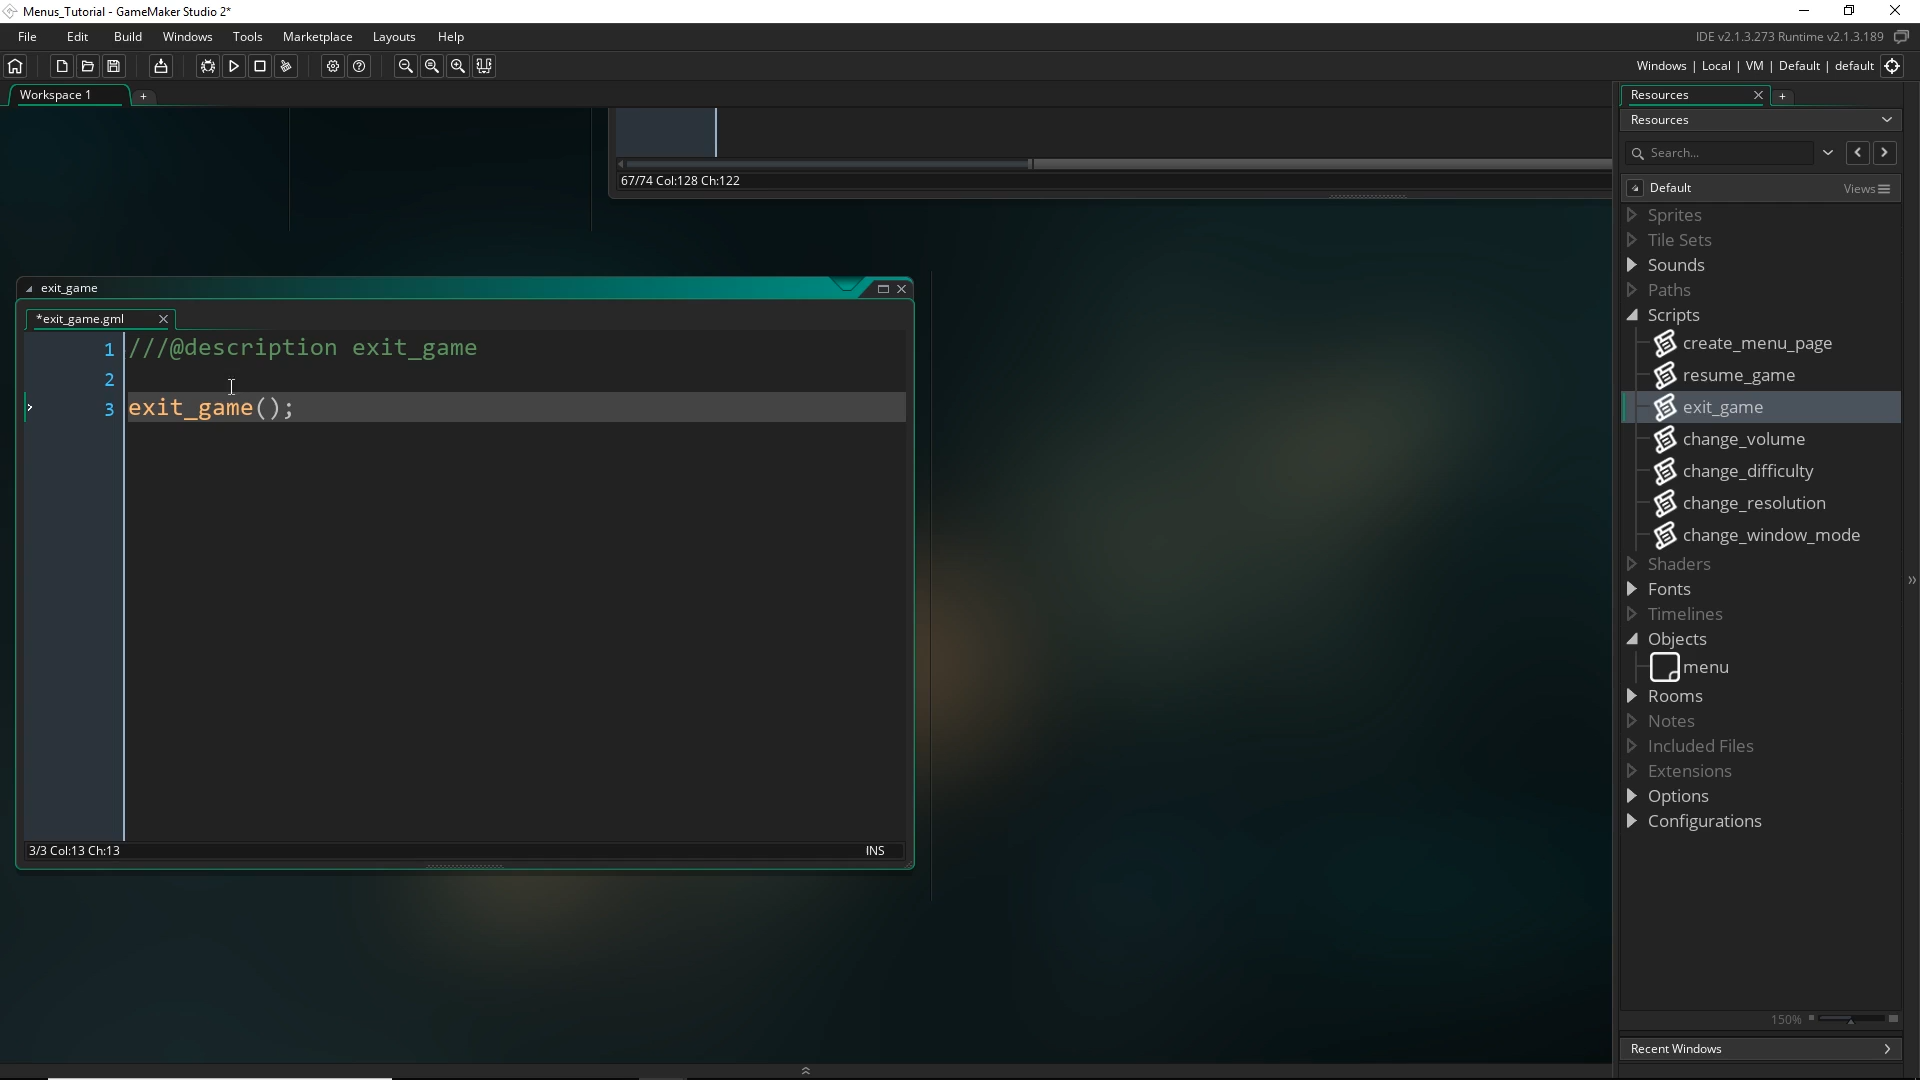 Menus_Tutorial - GameMaker Studio 2*
File Edit Build Windows Tools Marketplace Layouts Help
IDE v2.1.3.273 Runtime v2.1.3.189
Windows | Local | VM | Default | default
Workspace 1
+
67/74 Col:128 Ch:122
exit_game
*exit_game.gml
1 ///@description exit_game
2
3 exit_game();
3/3 Col:13 Ch:13
INS
Resources
+
Resources
Search...
Default
Views
Sprites
Tile Sets
Sounds
Paths
Scripts
create_menu_page
resume_game
exit_game
change_volume
change_difficulty
change_resolution
change_window_mode
Shaders
Fonts
Timelines
Objects
menu
Rooms
Notes
Included Files
Extensions
Options
Configurations
150%
Recent Windows